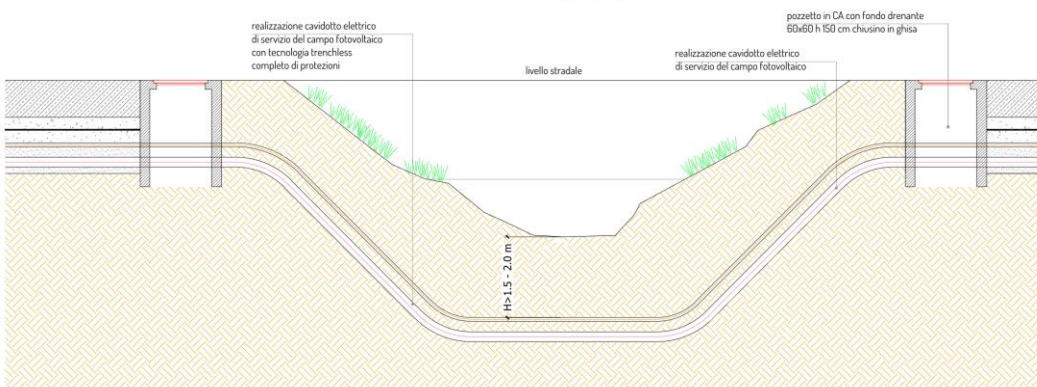 realizzazione cavidotto elettrico
di servizio del campo fotovoltaico
con tecnologia trenchless
completo di protezioni
livello stradale
realizzazione cavidotto elettrico
di servizio del campo fotovoltaico
pozzetto in CA con fondo drenante
60x60 h 150 cm chiusino in ghisa
H>1.5 - 2.0 m